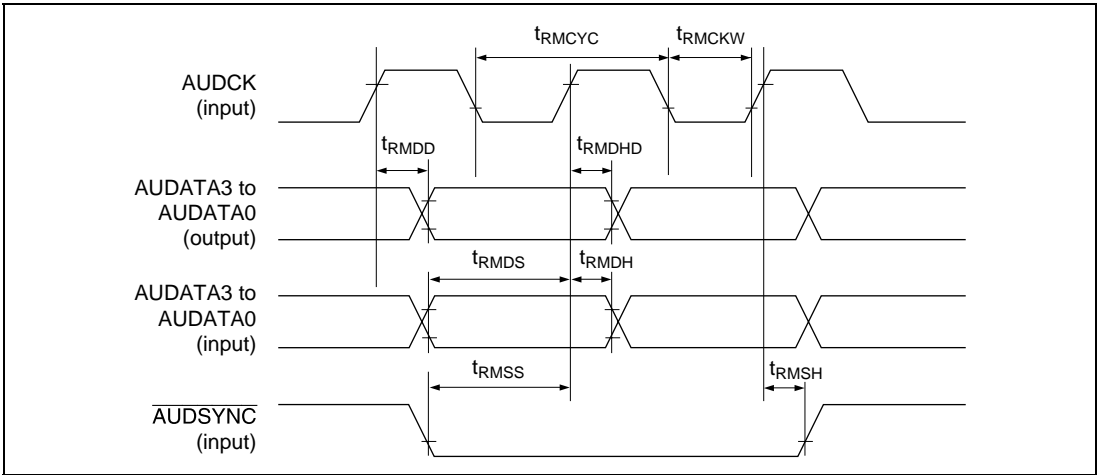 tRMCYC tRMCKW
AUDCK
(input)
tRMDD tRMDHD
AUDATA3 to
AUDATA0
(output)
tRMDS tRMDH
AUDATA3 to
AUDATA0
(input)
tRMSS tRMSH
AUDSYNC
(input)